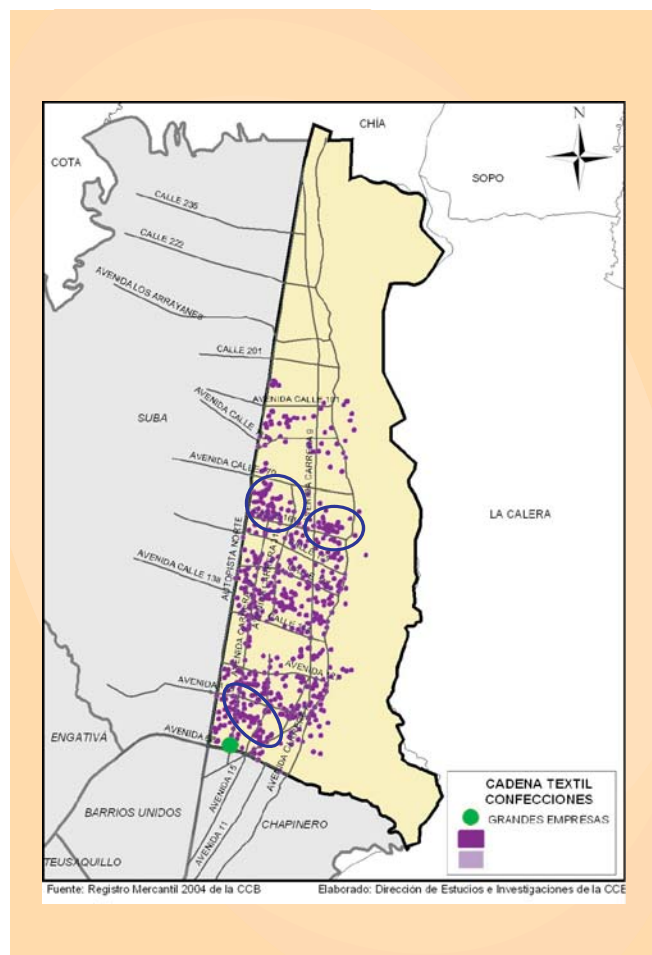 CHÍA
N
COTA
SOPO
CALLE 235
CALLE 222
AVENIDA LOS ARRAYANES
CALLE 201
AVENIDA CALLE
SUBA
AVENIDA CALLE
AVENIDA CALLE
LA CALERA
AUTOPISTA NORTE
AVENIDA CALLE 138
AVENIDA CARRERA
AVENIDA
ENGATIVÁ
AVENIDA
CADENA TEXTIL
CONFECCIONES
GRANDES EMPRESAS
BARRIOS UNIDOS
AVENIDA 15
AVENIDA 11
CHAPINERO
TEUSAQUILLO
Fuente: Registro Mercantil 2004 de la CCB
Elaborado: Dirección de Estudios e Investigaciones de la CCB